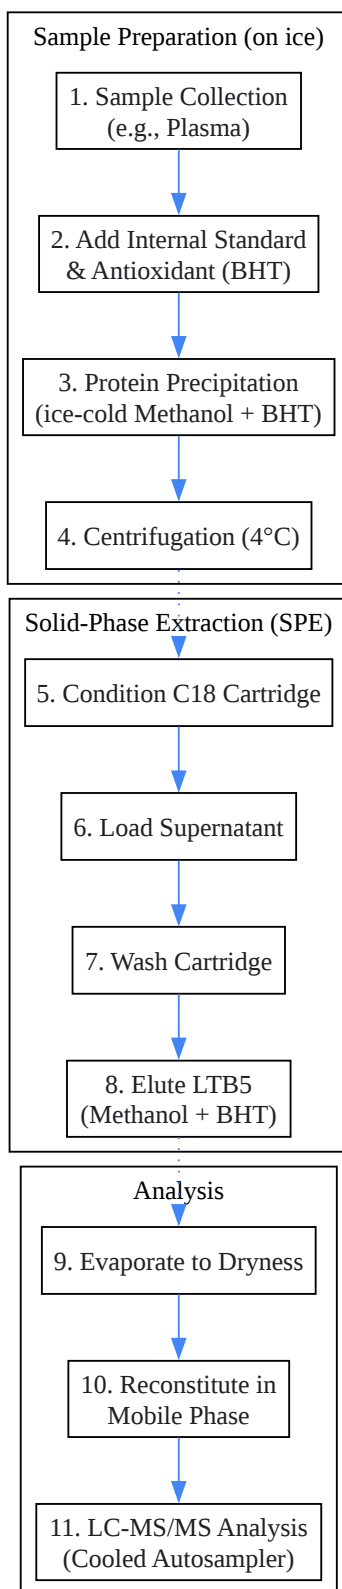 Sample Preparation (on ice)
1. Sample Collection
(e.g., Plasma)
2. Add Internal Standard
& Antioxidant (BHT)
3. Protein Precipitation
(ice-cold Methanol + BHT)
4. Centrifugation (4°C)
Solid-Phase Extraction (SPE)
5. Condition C18 Cartridge
6. Load Supernatant
7. Wash Cartridge
8. Elute LTB5
(Methanol + BHT)
Analysis
9. Evaporate to Dryness
10. Reconstitute in
Mobile Phase
11. LC-MS/MS Analysis
(Cooled Autosampler)